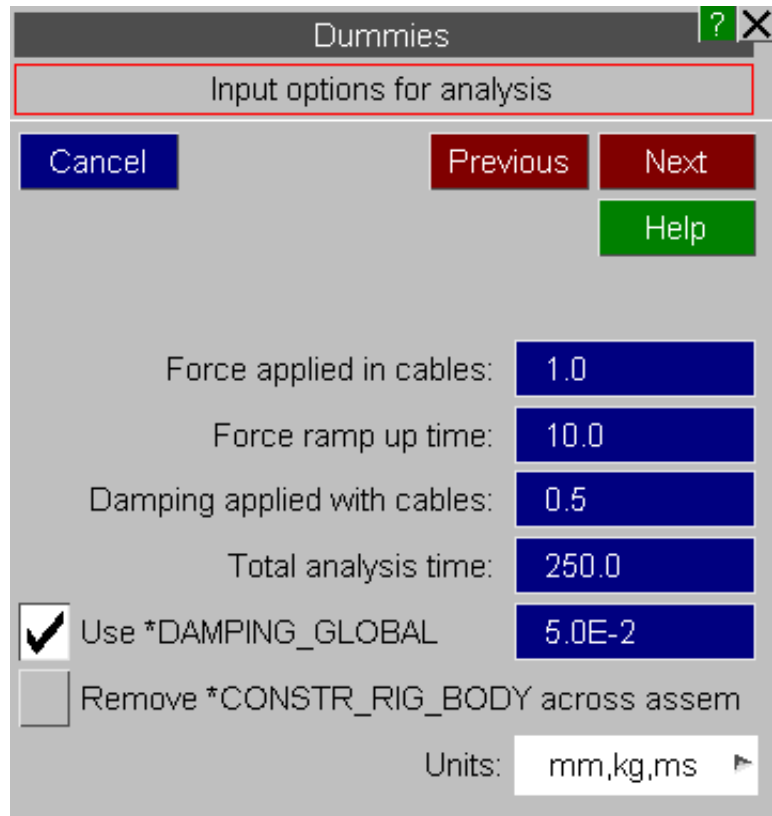 Dummies ? X
Input options for analysis
Cancel Previous Next
Help
Force applied in cables: 1.0
Force ramp up time: 10.0
Damping applied with cables: 0.5
Total analysis time: 250.0
Use *DAMPING_GLOBAL 5.0E-2
Remove *CONSTR_RIG_BODY across assem
Units: mm,kg,ms